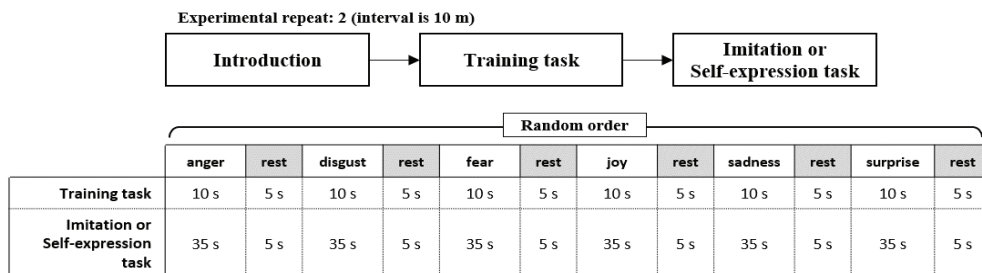 Experimental repeat: 2 (interval is 10 m)
Introduction
Training task
Imitation or
Self-expression task
Random order
anger rest disgust rest fear rest joy rest sadness rest surprise rest
Training task 10 s 5 s 10 s 5 s 10 s 5 s 10 s 5 s 10 s 5 s 10 s 5 s
Imitation or
Self-expression
task
35 s 5 s 35 s 5 s 35 s 5 s 35 s 5 s 35 s 5 s 35 s 5 s